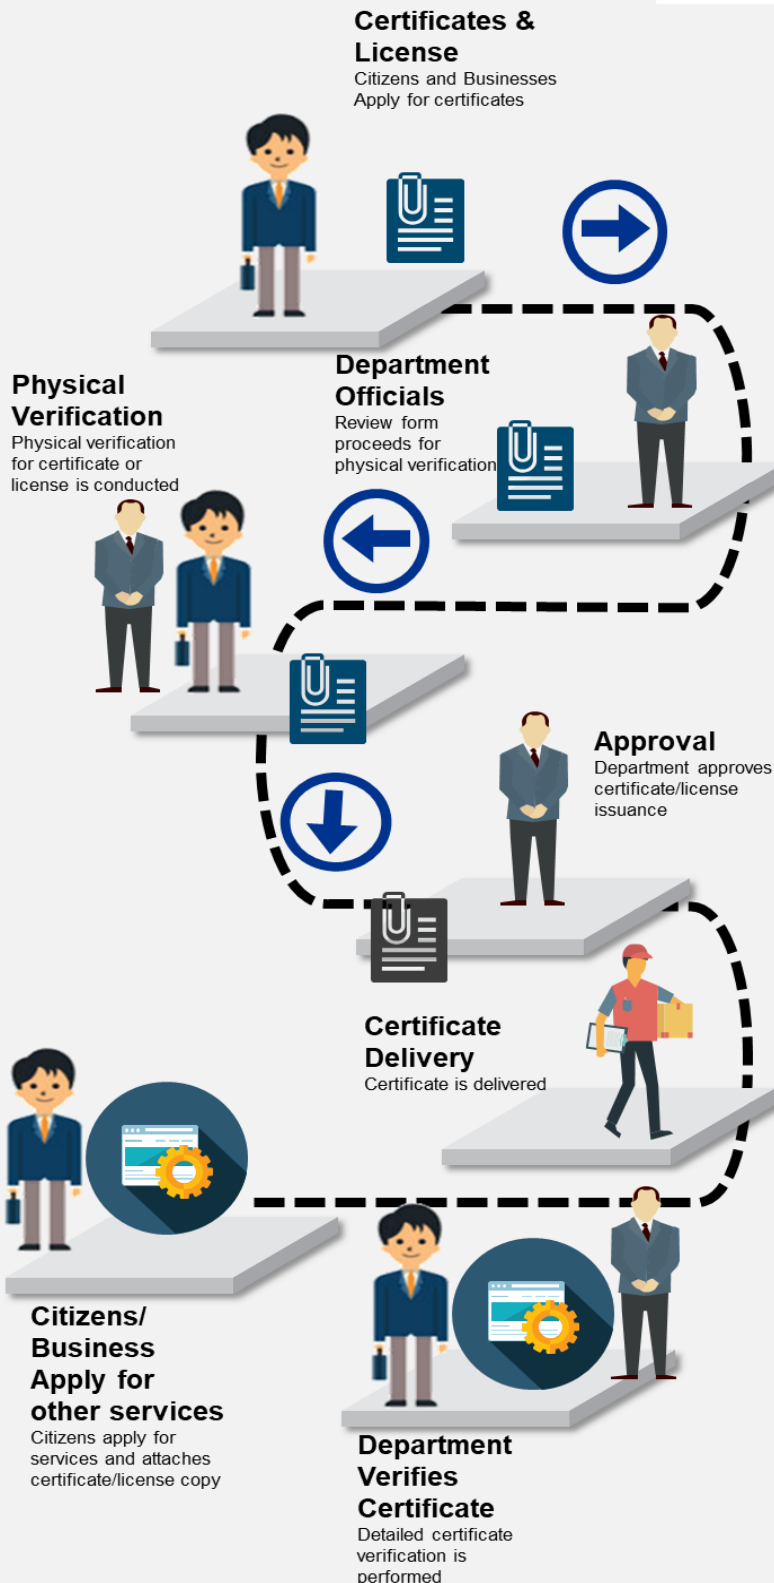 Certificates &
License
Citizens and Businesses
Apply for certificates
Department
Officials
Review form
proceeds for
physical verification
Physical
Verification
Physical verification
for certificate or
license is conducted
Approval
Department approves
certificate/license
issuance
Certificate
Delivery
Certificate is delivered
Citizens/
Business
Apply for
other services
Citizens apply for
services and attaches
certificate/license copy
Department
Verifies
Certificate
Detailed certificate
verification is
performed